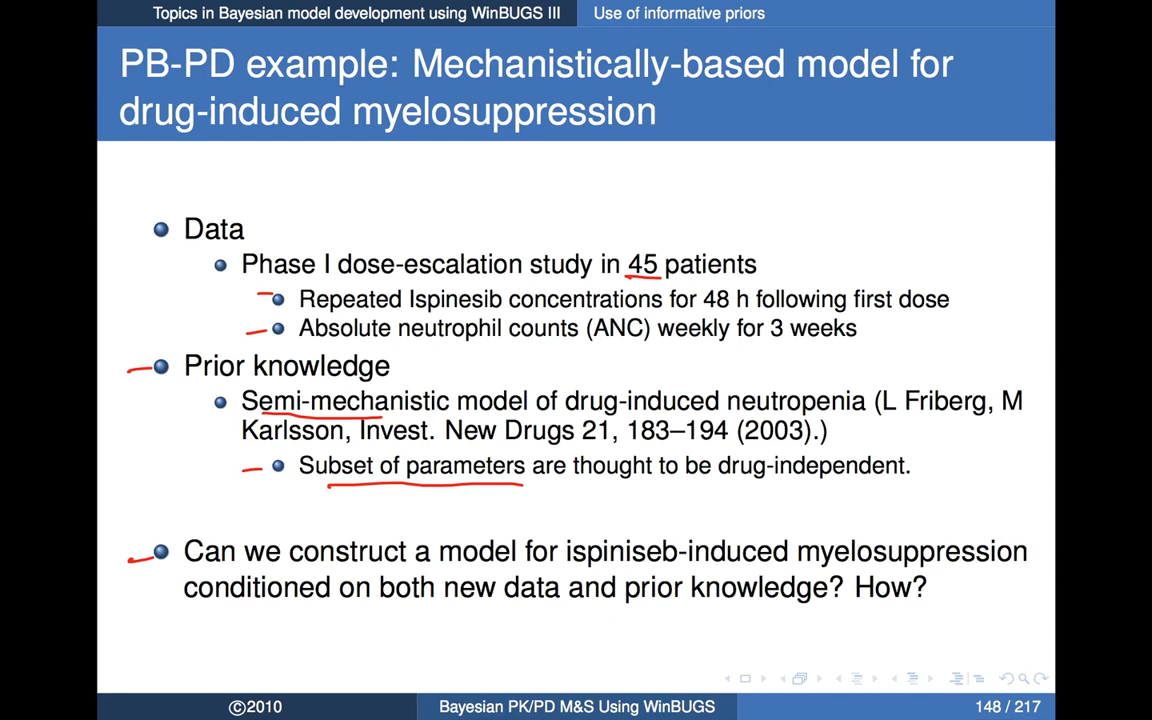 Topics in Bayesian model development using WinBUGS III
Use of informative priors
PB-PD example: Mechanistically-based model for
drug-induced myelosuppression
Data
Phase I dose-escalation study in 45 patients
Repeated Ispinesib concentrations for 48 h following first dose
Absolute neutrophil counts (ANC) weekly for 3 weeks
Prior knowledge
Semi-mechanistic model of drug-induced neutropenia (L Friberg, M
Karlsson, Invest. New Drugs 21, 183–194 (2003).)
Subset of parameters are thought to be drug-independent.
Can we construct a model for ispiniseb-induced myelosuppression
conditioned on both new data and prior knowledge? How?
©2010
Bayesian PK/PD M&S Using WinBUGS
148 / 217